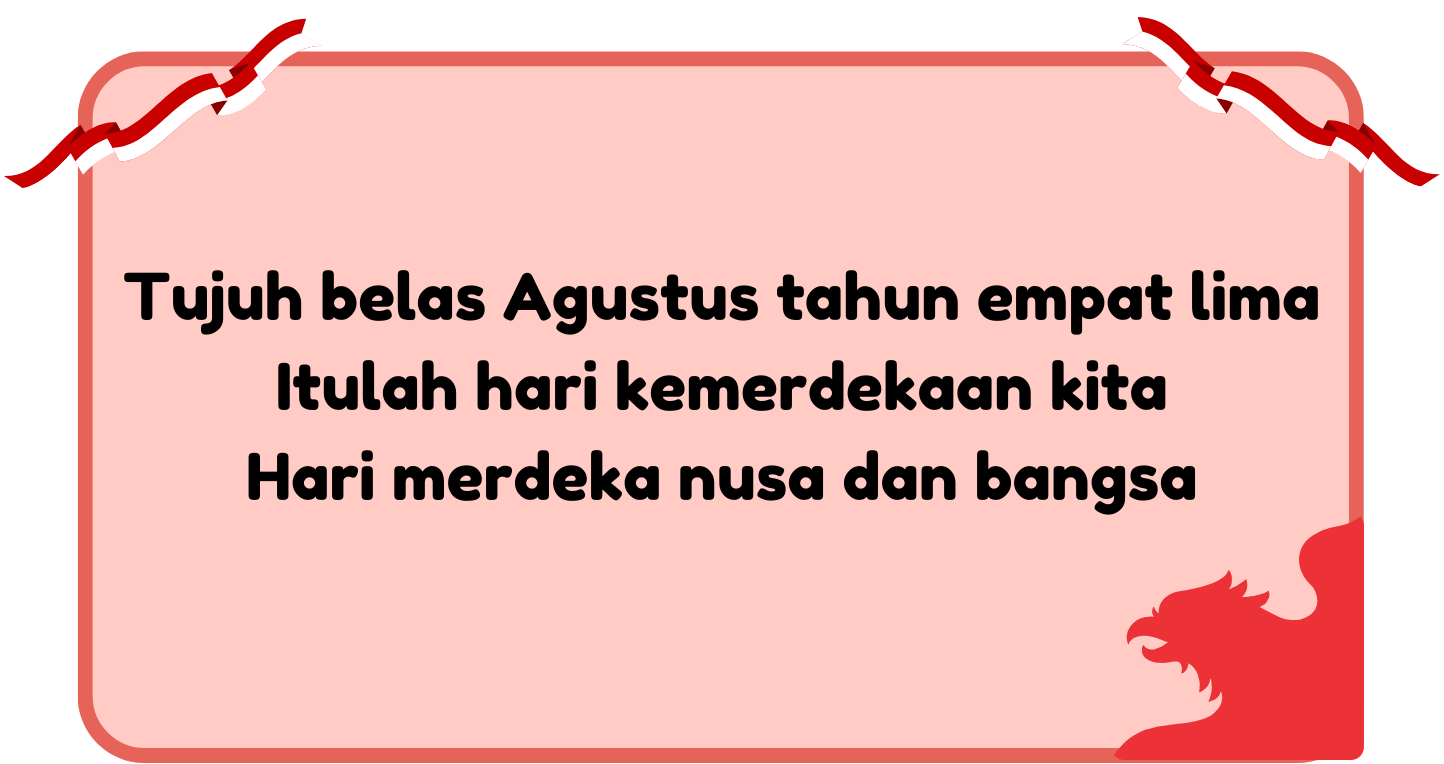 Tujuh belas Agustus tahun empat lima
Itulah hari kemerdekaan kita
Hari merdeka nusa dan bangsa